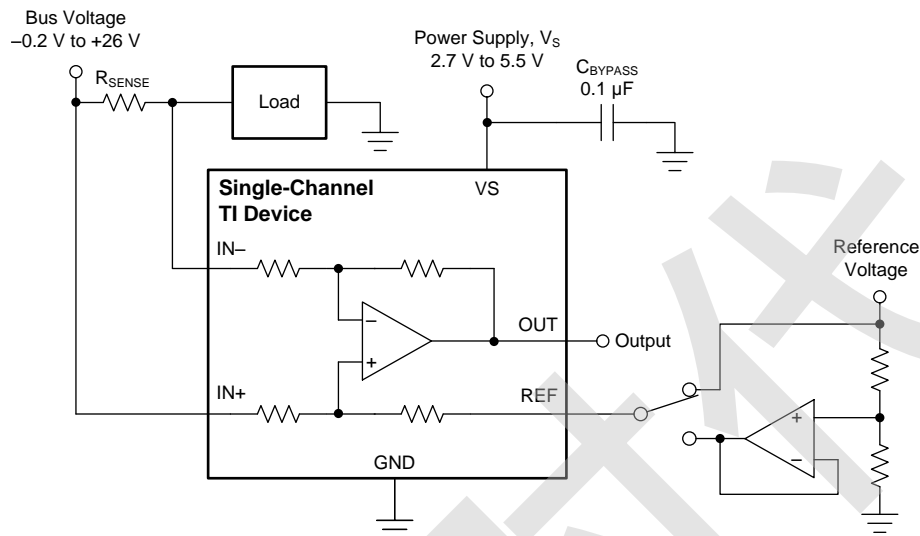 Bus Voltage
–0.2 V to +26 V
RSENSE
Load
Power Supply, VS
2.7 V to 5.5 V
CBYPASS
0.1 µF
Single-Channel
TI Device
VS
IN–
–
+
OUT
Output
IN+
REF
GND
Reference
Voltage
+
–